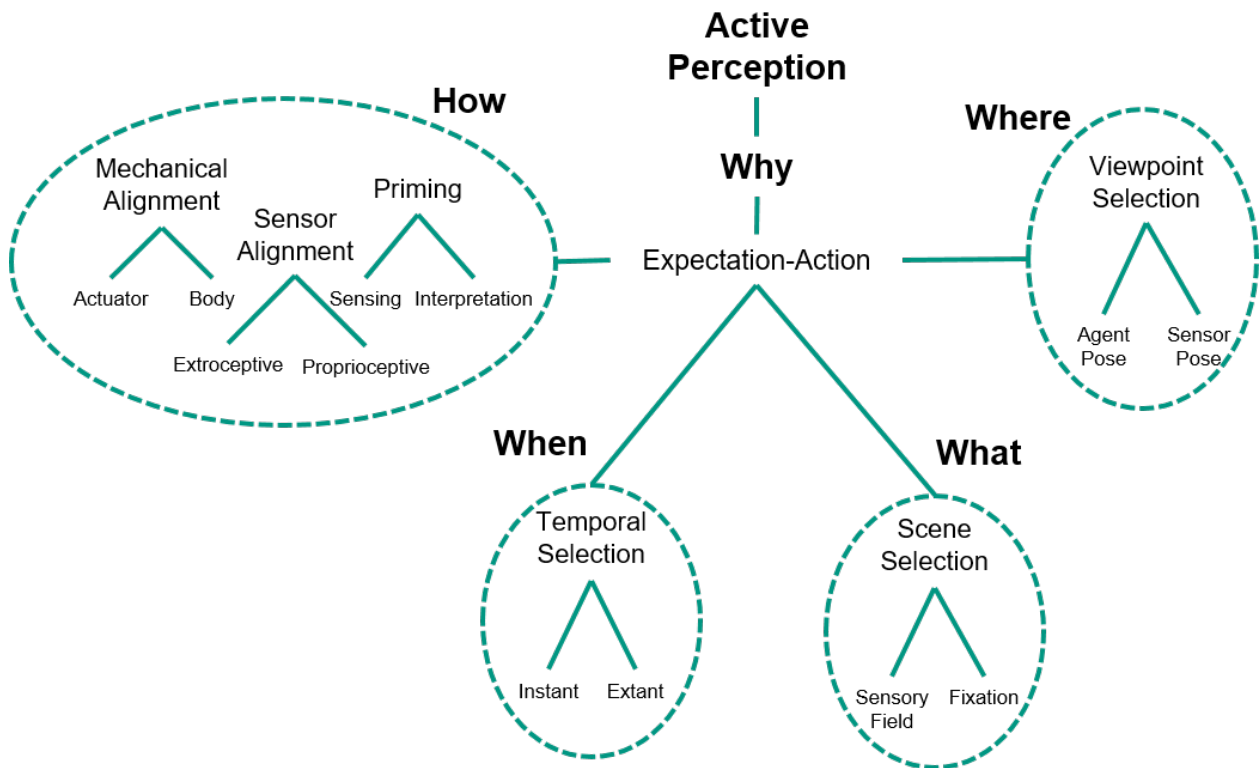 Active
Perception
How
Where
Why
Mechanical
Alignment
Priming
Sensor
Alignment
Viewpoint
Selection
Expectation-Action
Actuator
Body
Sensing
Interpretation
Extroceptive
Proprioceptive
Agent
Pose
Sensor
Pose
When
What
Temporal
Selection
Scene
Selection
Instant
Extant
Sensory
Field
Fixation